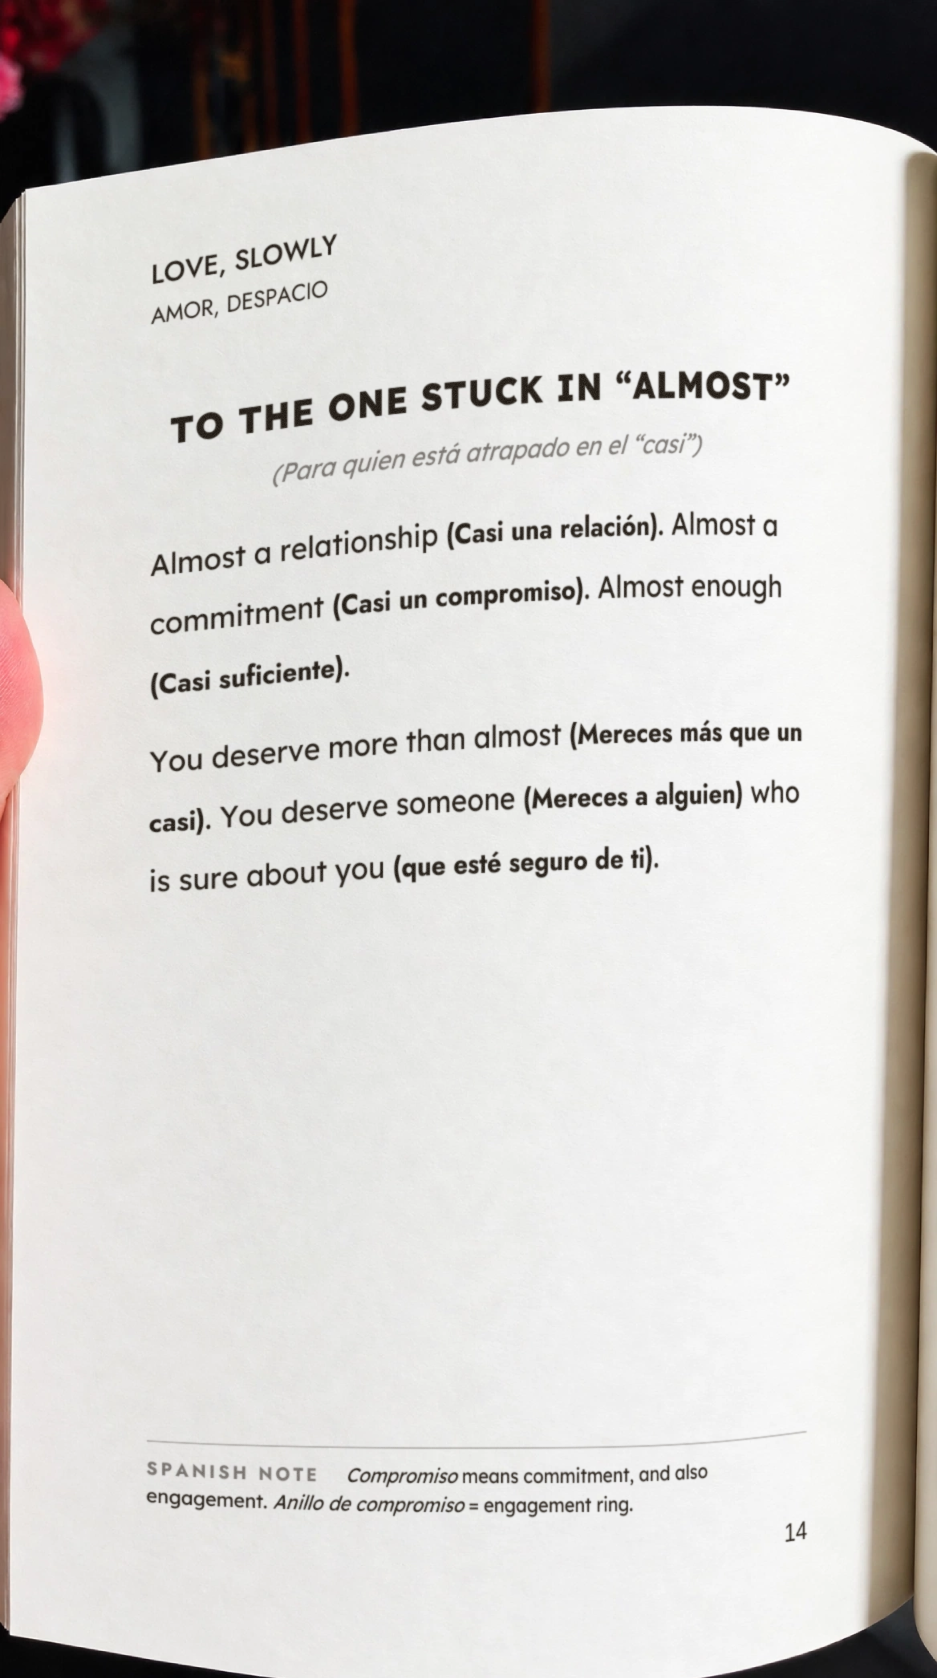 LOVE, SLOWLY
AMOR, DESPACIO
TO THE ONE STUCK IN “ALMOST”
(Para quien está atrapado en el “casi”)
Almost a relationship (Casi una relación). Almost a
commitment (Casi un compromiso). Almost enough
(Casi suficiente).
You deserve more than almost (Mereces más que un
casi). You deserve someone (Mereces a alguien) who
is sure about you (que esté seguro de ti).
SPANISH NOTE Compromiso means commitment, and also
engagement. Anillo de compromiso = engagement ring.
14